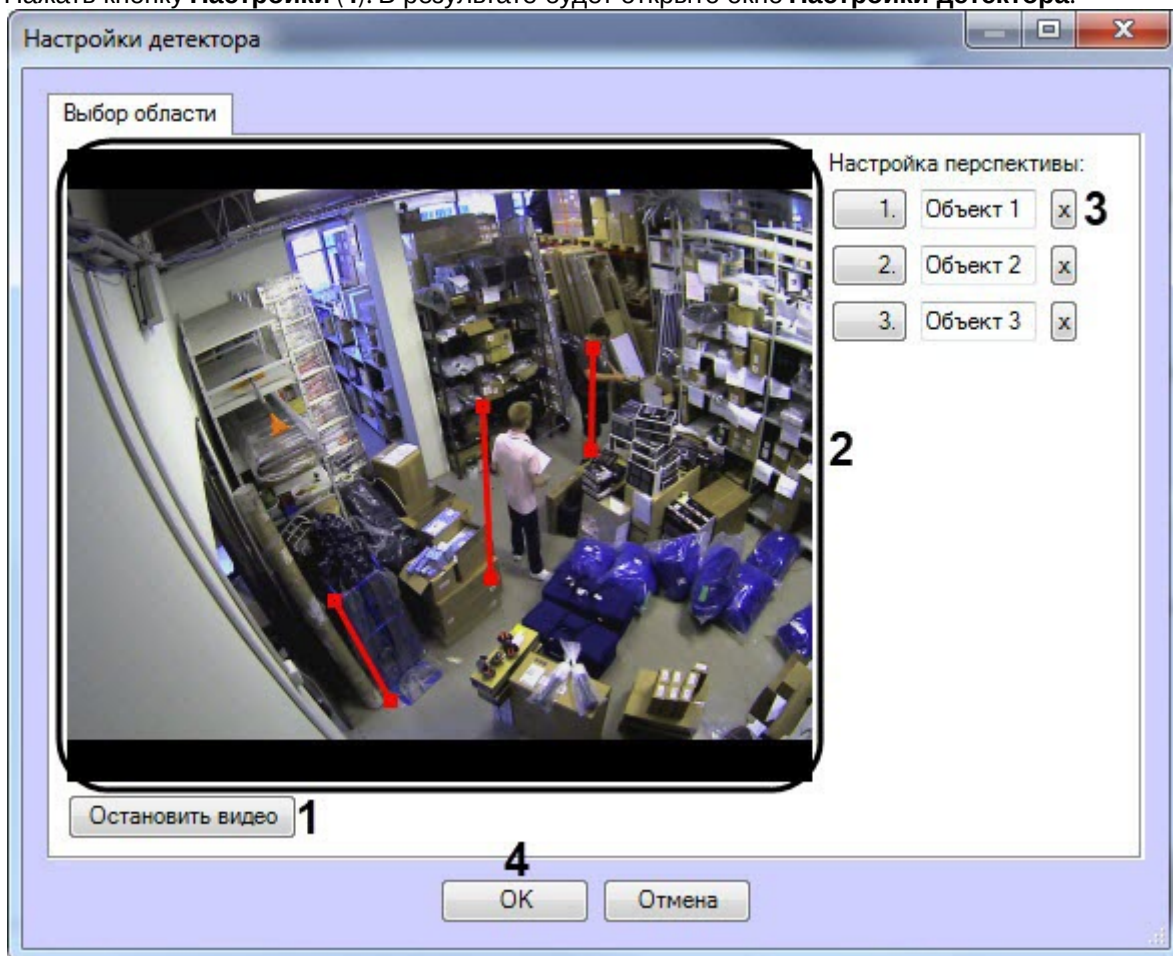 Нажать кнопку Настройки (4). В результате будет открыто окно Настройки детектора.
Настройки детектора
Выбор области
Настройка перспективы:
1. Объект 1 x 3
2. Объект 2 x
3. Объект 3 x
2
Остановить видео 1
4
OK Отмена